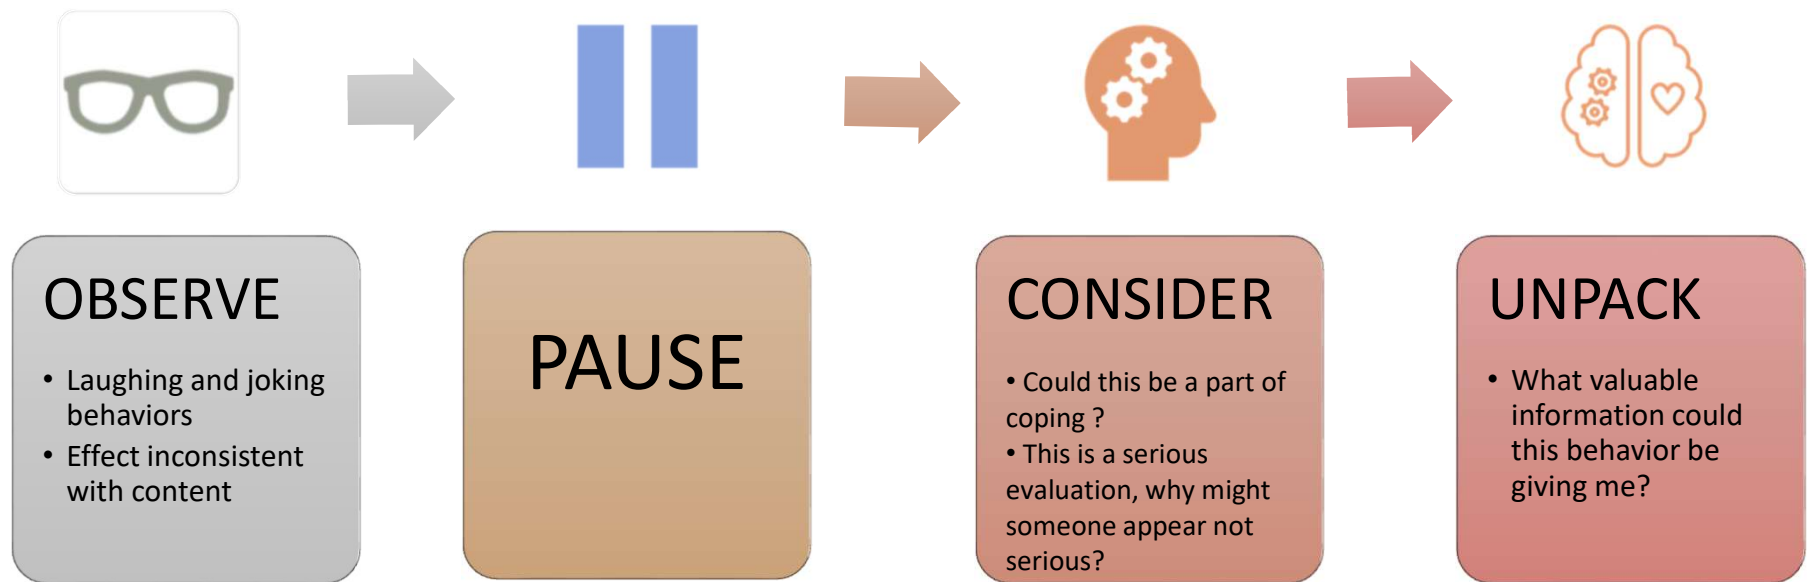 OBSERVE
• Laughing and joking
behaviors
• Effect inconsistent
with content
PAUSE
CONSIDER
• Could this be a part of
coping ?
• This is a serious
evaluation, why might
someone appear not
serious?
UNPACK
• What valuable
information could
this behavior be
giving me?